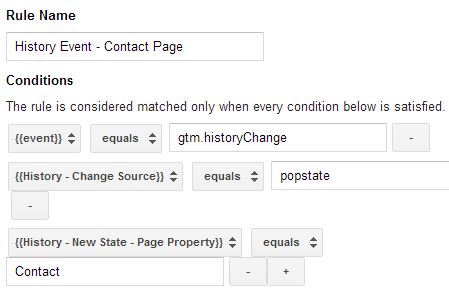 Rule Name
History Event - Contact Page
Conditions
The rule is considered matched only when every condition below is satisfied.
{{event}} equals gtm.historyChange -
{{History - Change Source}} equals popstate
-
{{History - New State - Page Property}} equals
Contact - +